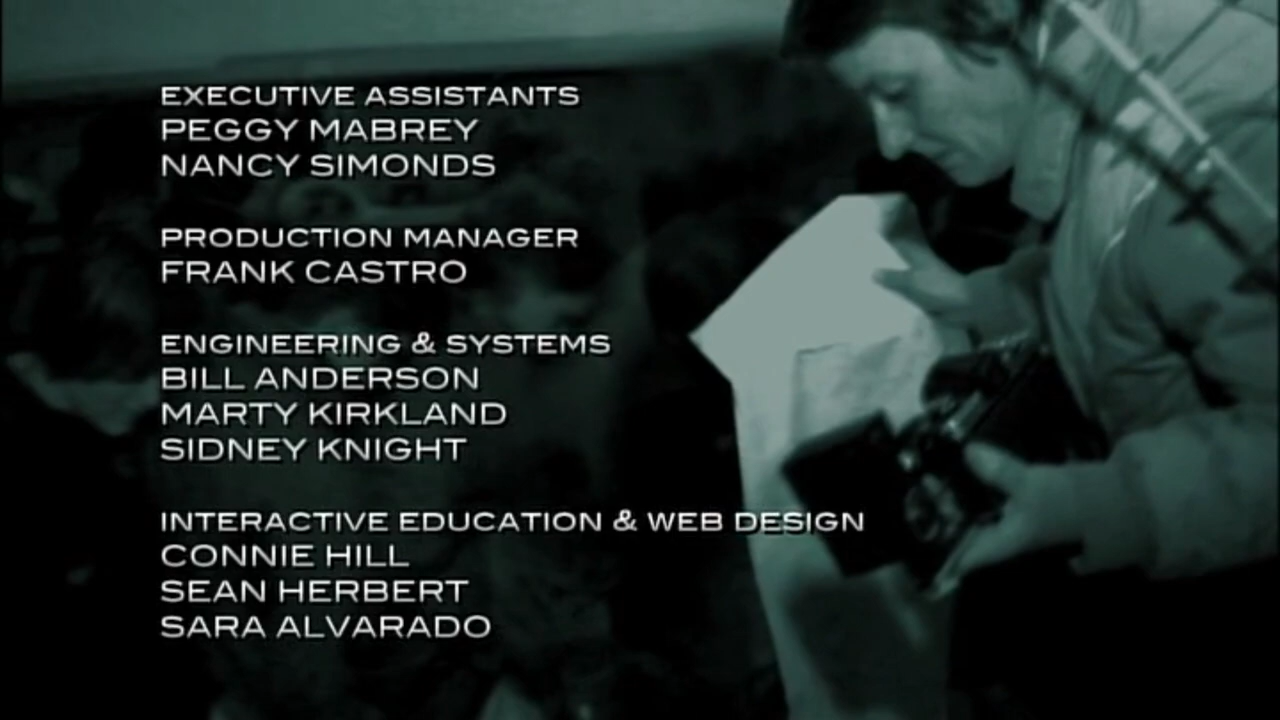 EXECUTIVE ASSISTANTS
PEGGY MABREY
NANCY SIMONDS
PRODUCTION MANAGER
FRANK CASTRO
ENGINEERING & SYSTEMS
BILL ANDERSON
MARTY KIRKLAND
SIDNEY KNIGHT
INTERACTIVE EDUCATION & WEB DESIGN
CONNIE HILL
SEAN HERBERT
SARA ALVARADO